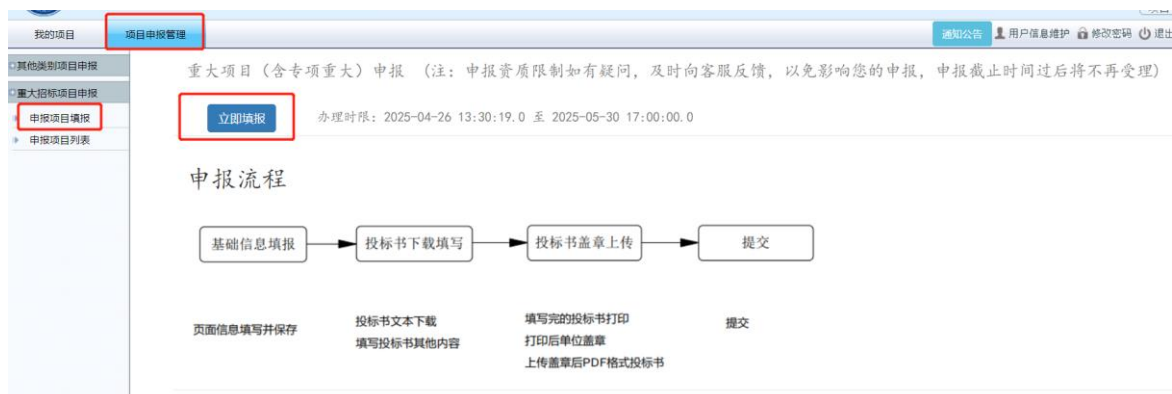 我的项目 项目申报管理 通知公告 用户信息维护 修改密码 退出
其他类别项目申报
重大招标项目申报
申报项目填报
申报项目列表
重大项目（含专项重大）申报 （注：申报资质限制如有疑问，及时向客服反馈，以免影响您的申报，申报截止时间过后将不再受理）
立即填报 办理时限：2025-04-26 13:30:19.0 至 2025-05-30 17:00:00.0
申报流程
基础信息填报 投标书下载填写 投标书盖章上传 提交
页面信息填写并保存
投标书文本下载
填写投标书其他内容
填写完的投标书打印
打印后单位盖章
上传盖章后PDF格式投标书
提交